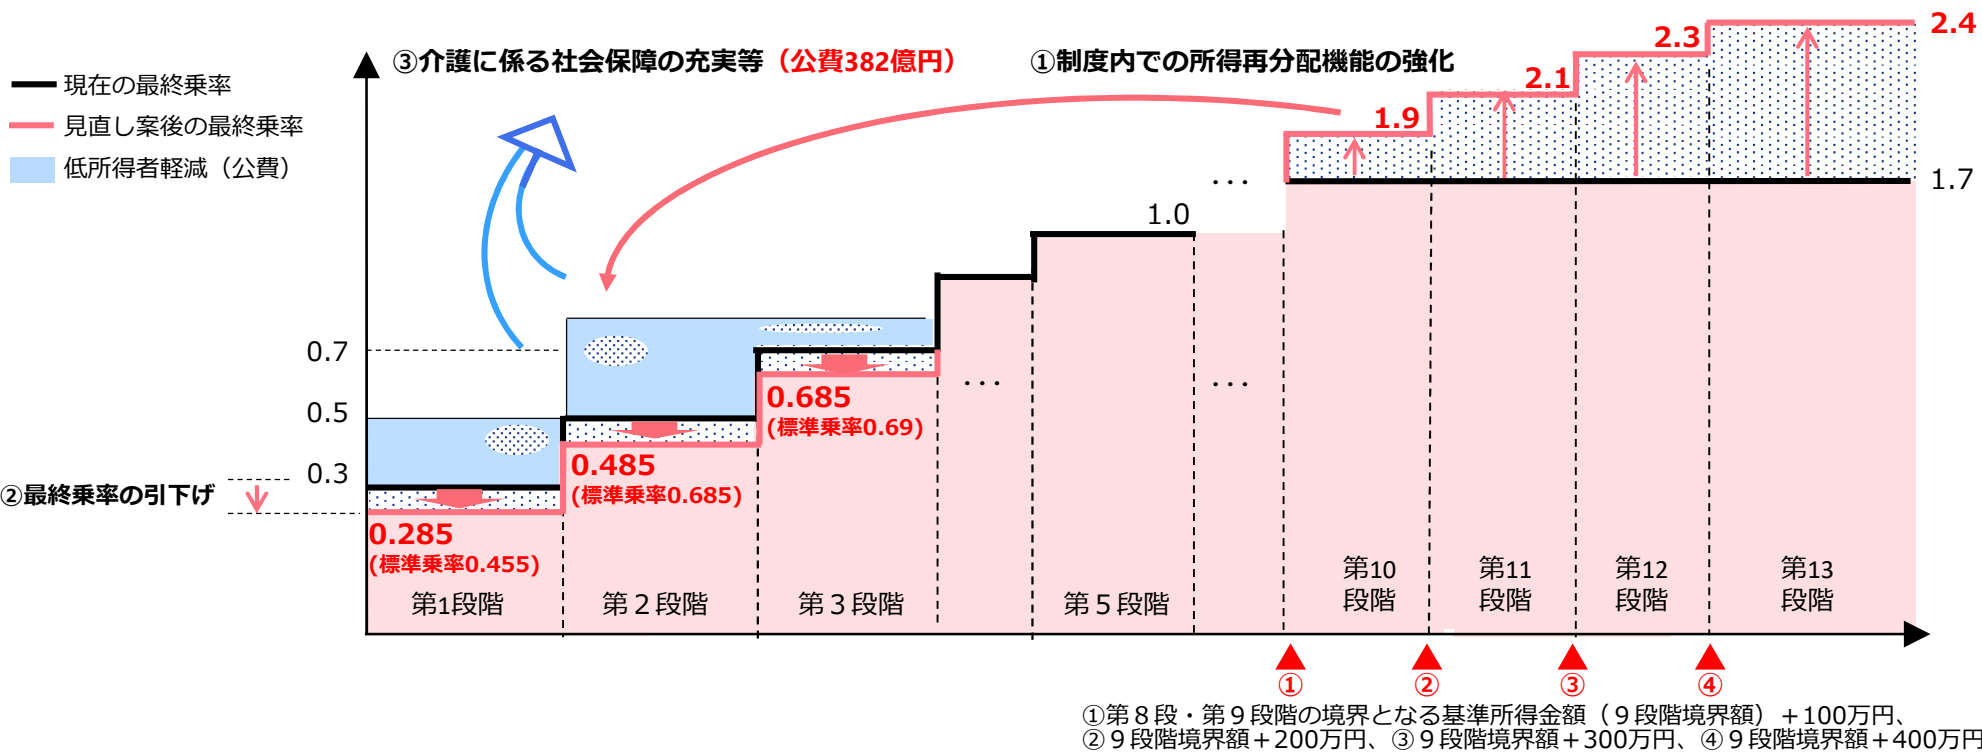 ③介護に係る社会保障の充実等（公費382億円）
①制度内での所得再分配機能の強化
現在の最終乗率
見直し案後の最終乗率
低所得者軽減（公費）
1.9
2.1
2.3
2.4
1.7
1.0
…
…
…
0.7
0.5
0.3
②最終乗率の引下げ
0.285
(標準乗率0.455)
0.485
(標準乗率0.685)
0.685
(標準乗率0.69)
第1段階
第２段階
第３段階
第５段階
第10
段階
第11
段階
第12
段階
第13
段階
①
②
③
④
①第８段・第９段階の境界となる基準所得金額（９段階境界額）＋100万円、
②９段階境界額＋200万円、③９段階境界額＋300万円、④９段階境界額＋400万円